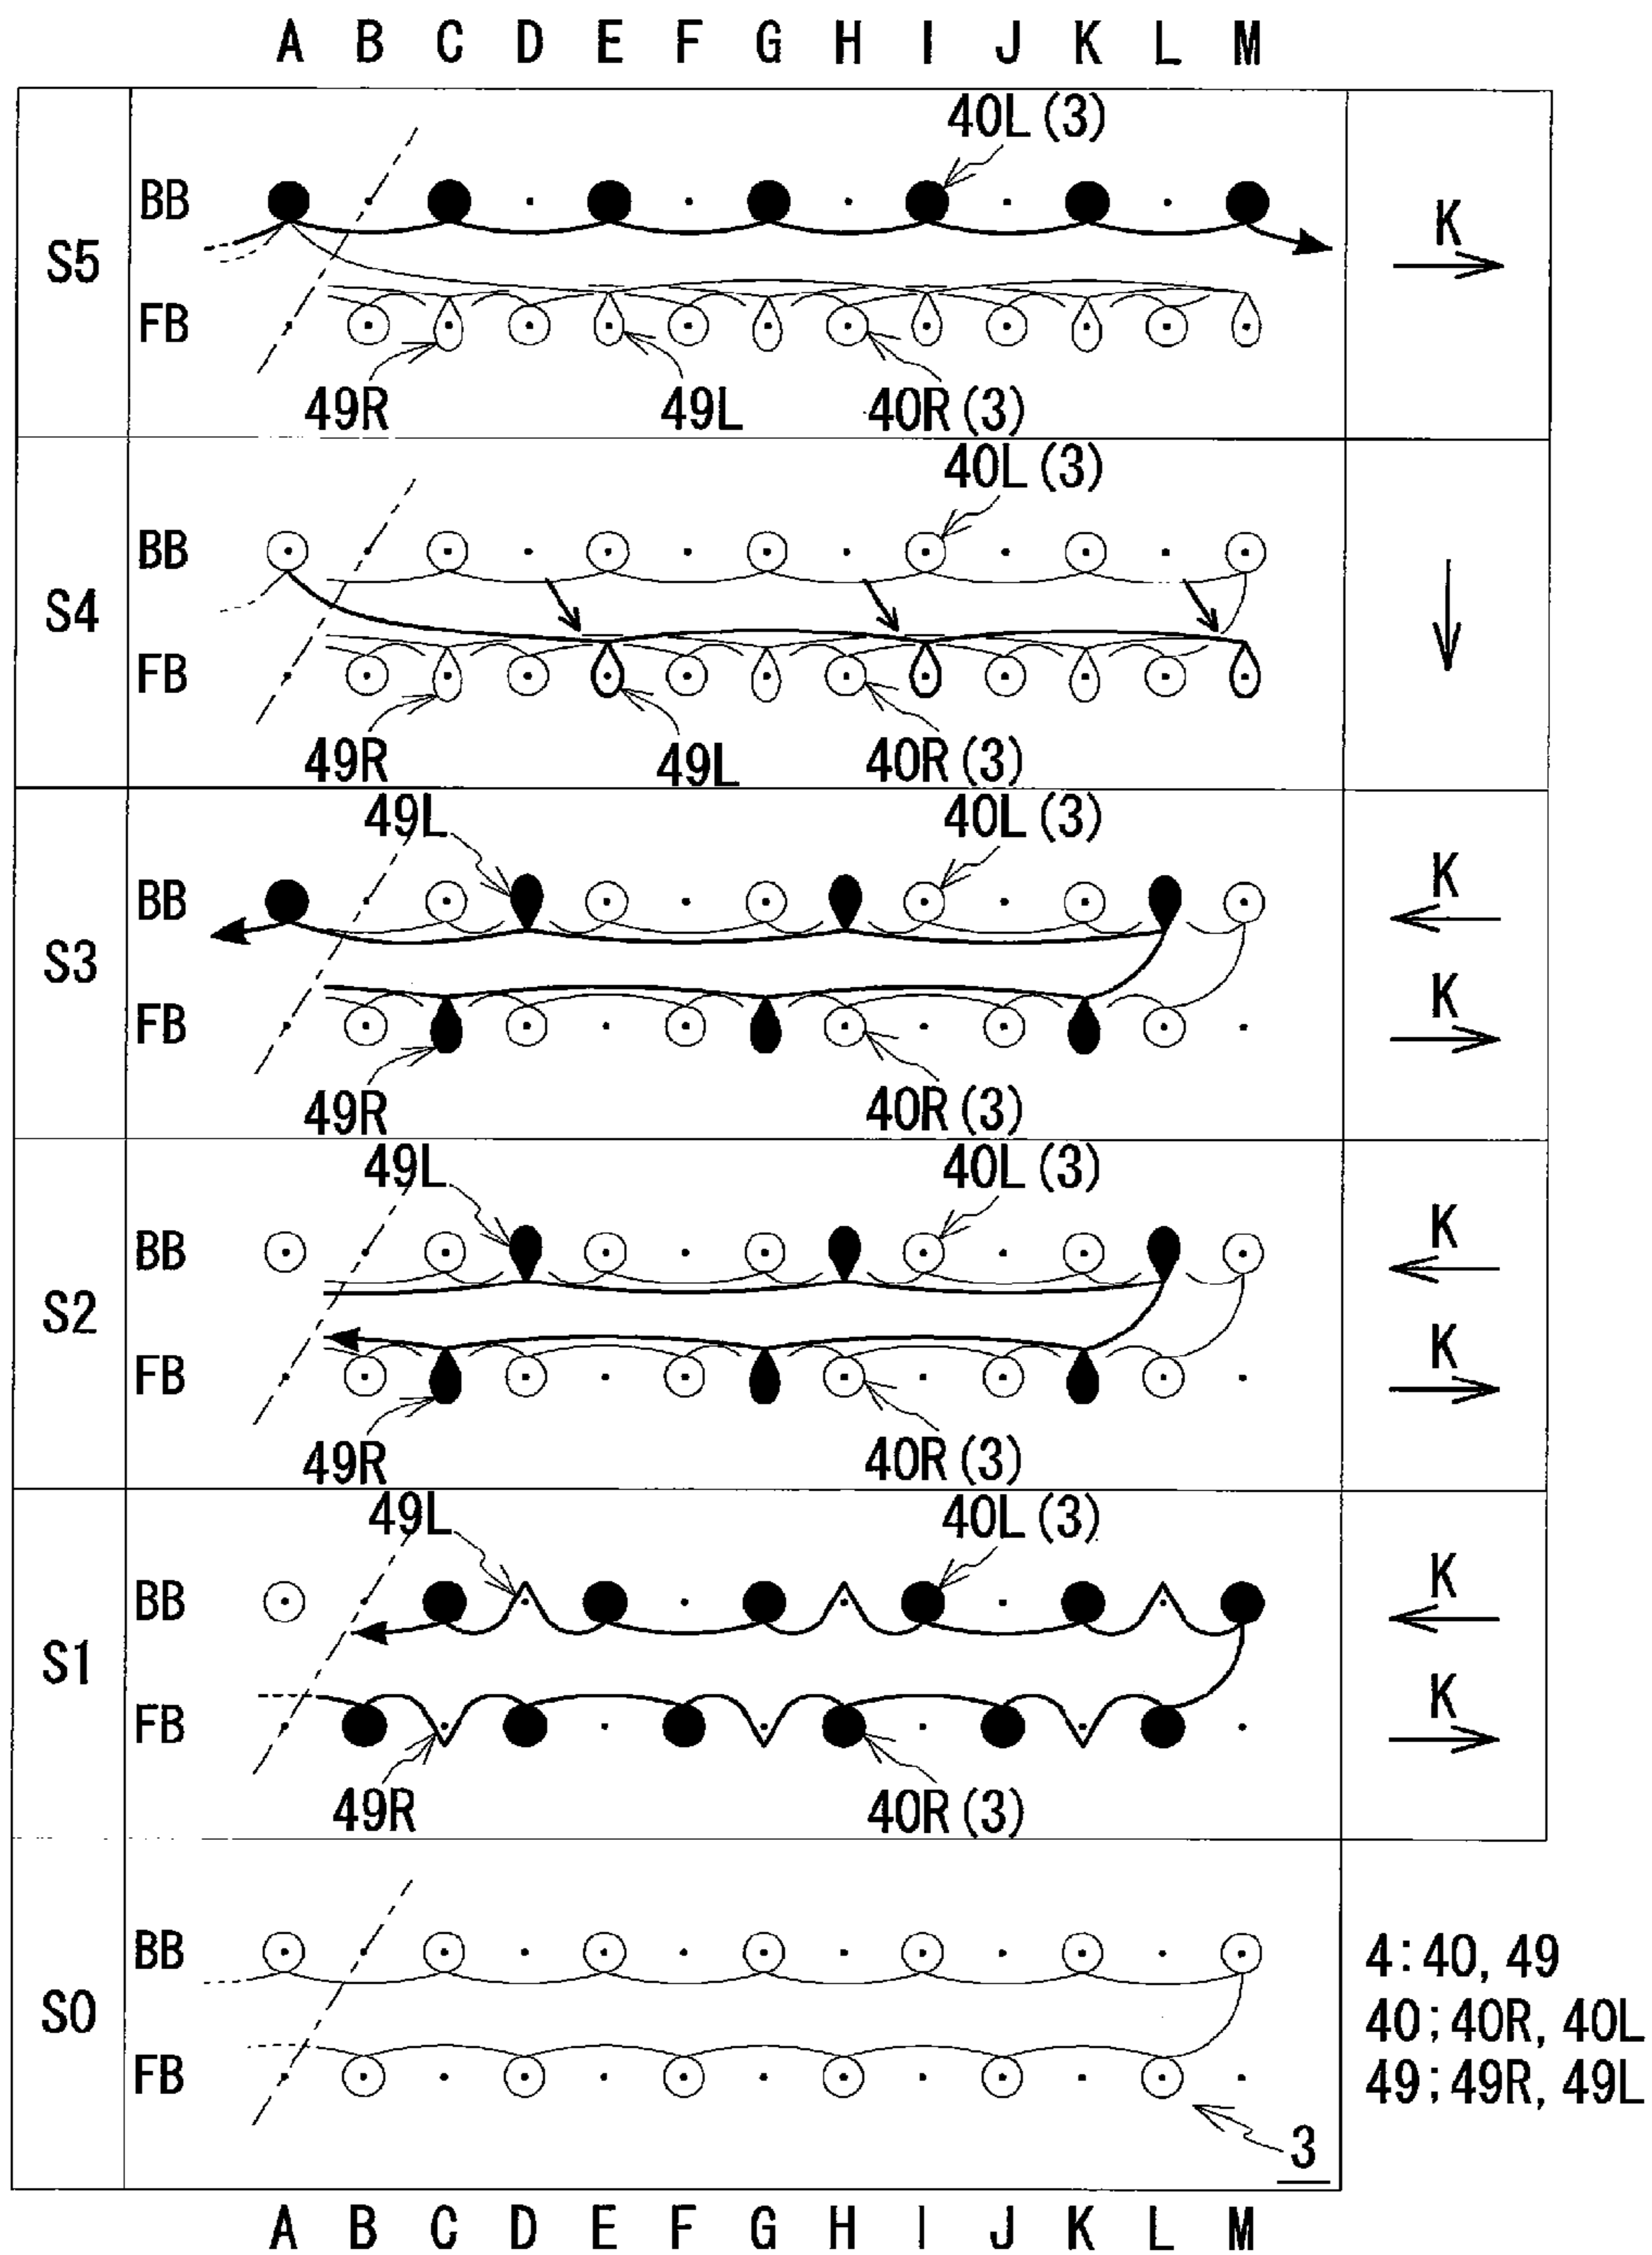 A B C D E F G H I J K L M
40L(3)
BB
K
S5
FB
49R 49L 40R(3)
40L(3)
BB
S4
FB
49R 49L 40R(3)
49L 40L(3)
BB K
S3
FB K
49R 40R(3)
49L 40L(3)
BB K
S2
FB K
49R 40R(3)
49L 40L(3)
BB K
S1
FB K
49R 40R(3)
BB 4:40, 49
S0 40;40R, 40L
FB 49;49R, 49L
3
A B C D E F G H I J K L M